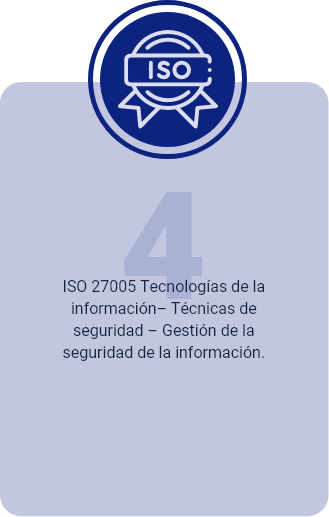 ISO
4
ISO 27005 Tecnologías de la
información– Técnicas de
seguridad – Gestión de la
seguridad de la información.